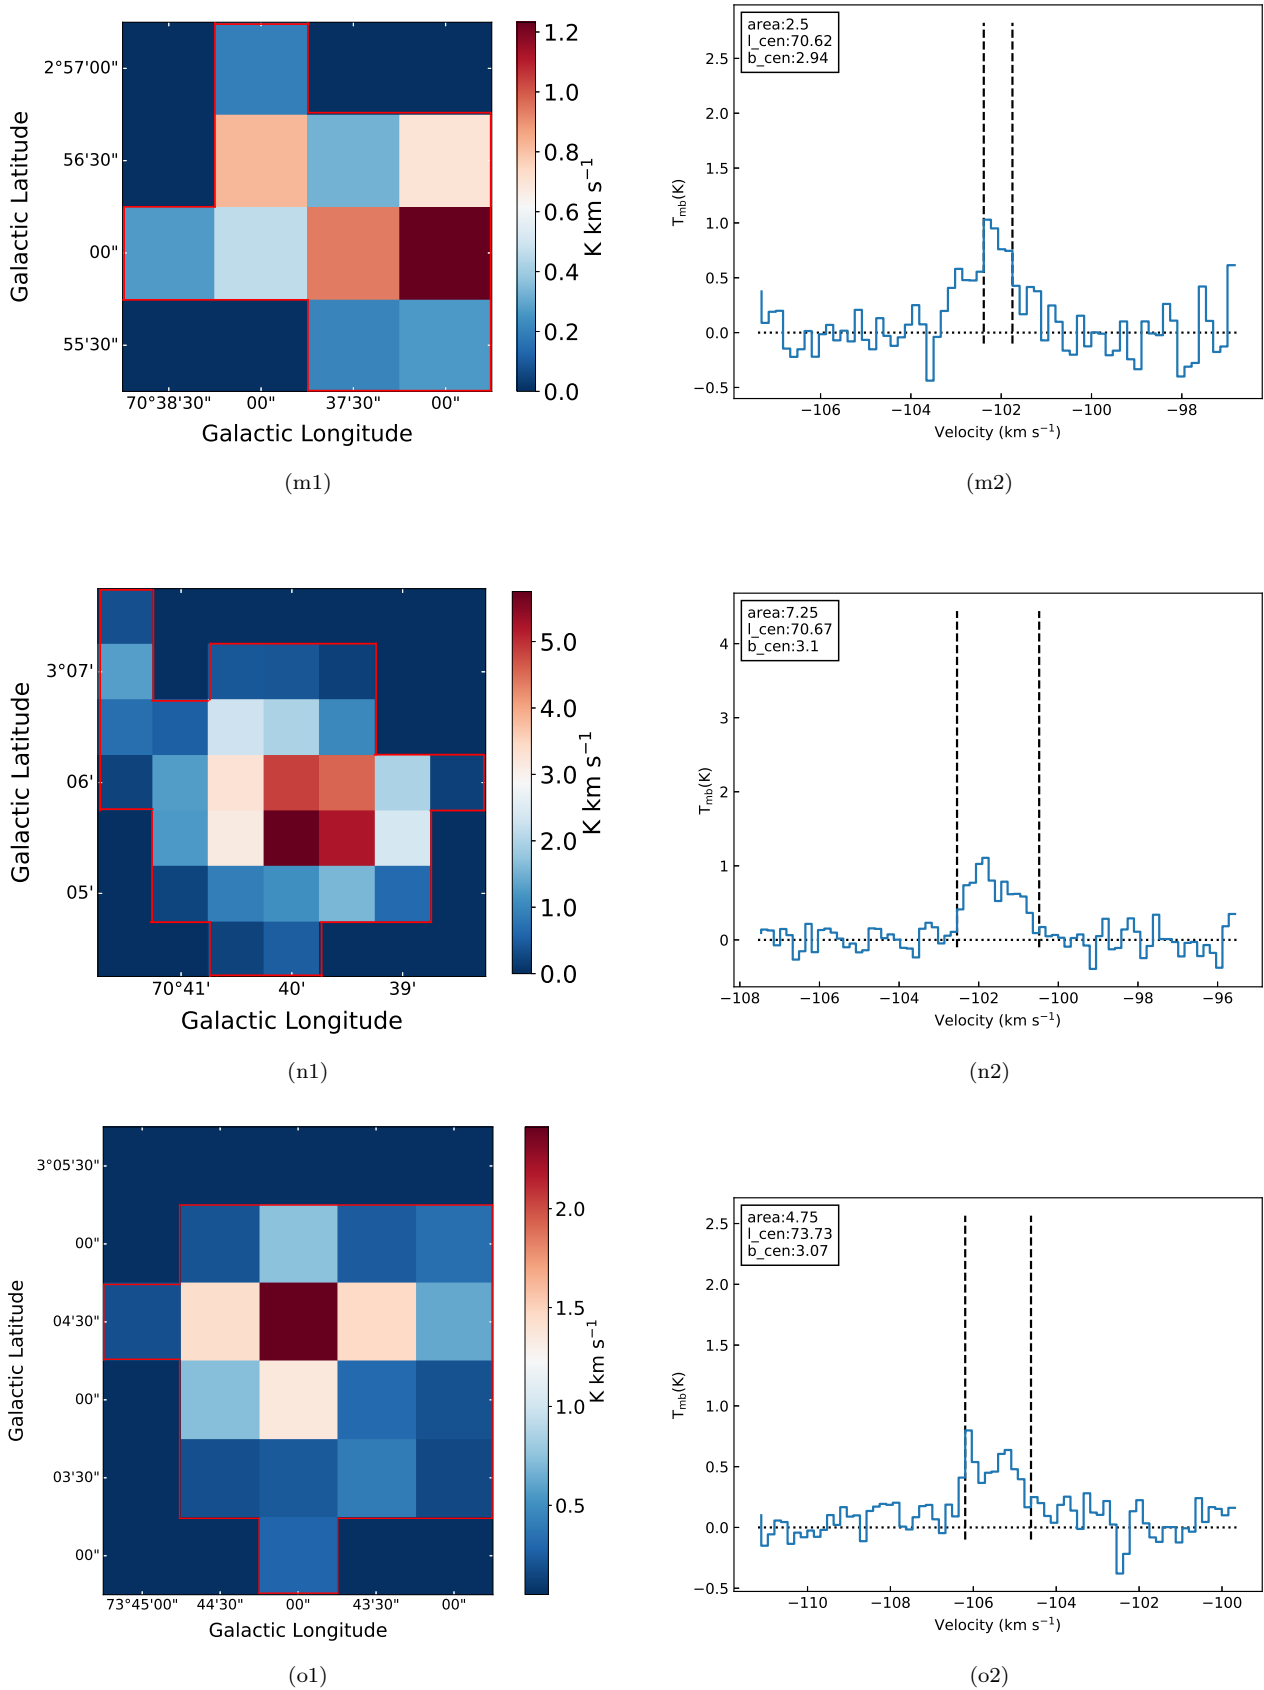 Galactic Latitude
2°57'00"
56'30"
00"
55'30"
70°38'30" 00" 37'30" 00"
Galactic Longitude
1.2
1.0
0.8
0.6
0.4
0.2
0.0
K km s⁻¹
(m1)
area:2.5
l_cen:70.62
b_cen:2.94
T_mb(K)
2.5
2.0
1.5
1.0
0.5
0.0
−0.5
−106 −104 −102 −100 −98
Velocity (km s⁻¹)
(m2)
Galactic Latitude
3°07'
06'
05'
70°41' 40' 39'
Galactic Longitude
5.0
4.0
3.0
2.0
1.0
0.0
K km s⁻¹
(n1)
area:7.25
l_cen:70.67
b_cen:3.1
T_mb(K)
4
3
2
1
0
−108 −106 −104 −102 −100 −98 −96
Velocity (km s⁻¹)
(n2)
Galactic Latitude
3°05'30"
00"
04'30"
00"
03'30"
00"
73°45'00" 44'30" 00" 43'30" 00"
Galactic Longitude
2.0
1.5
1.0
0.5
K km s⁻¹
(o1)
area:4.75
l_cen:73.73
b_cen:3.07
T_mb(K)
2.5
2.0
1.5
1.0
0.5
0.0
−0.5
−110 −108 −106 −104 −102 −100
Velocity (km s⁻¹)
(o2)